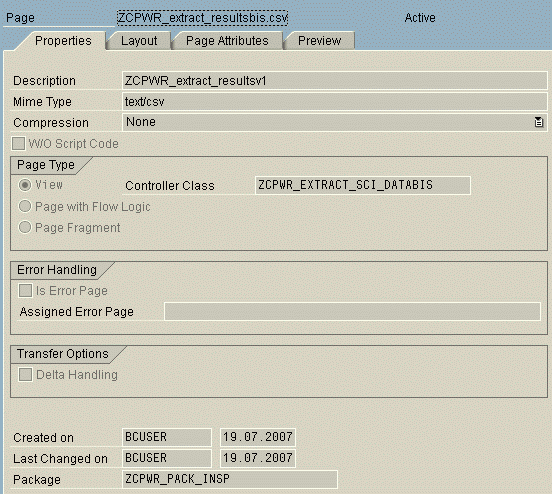 Page ZCPWR_extract_resultsbis.csv Active
Properties Layout Page Attributes Preview
Description ZCPWR_extract_resultsv1
Mime Type text/csv
Compression None
W/O Script Code
Page Type
View Controller Class ZCPWR_EXTRACT_SCI_DATABIS
Page with Flow Logic
Page Fragment
Error Handling
Is Error Page
Assigned Error Page
Transfer Options
Delta Handling
Created on BCUSER 19.07.2007
Last Changed on BCUSER 19.07.2007
Package ZCPWR_PACK_INSP